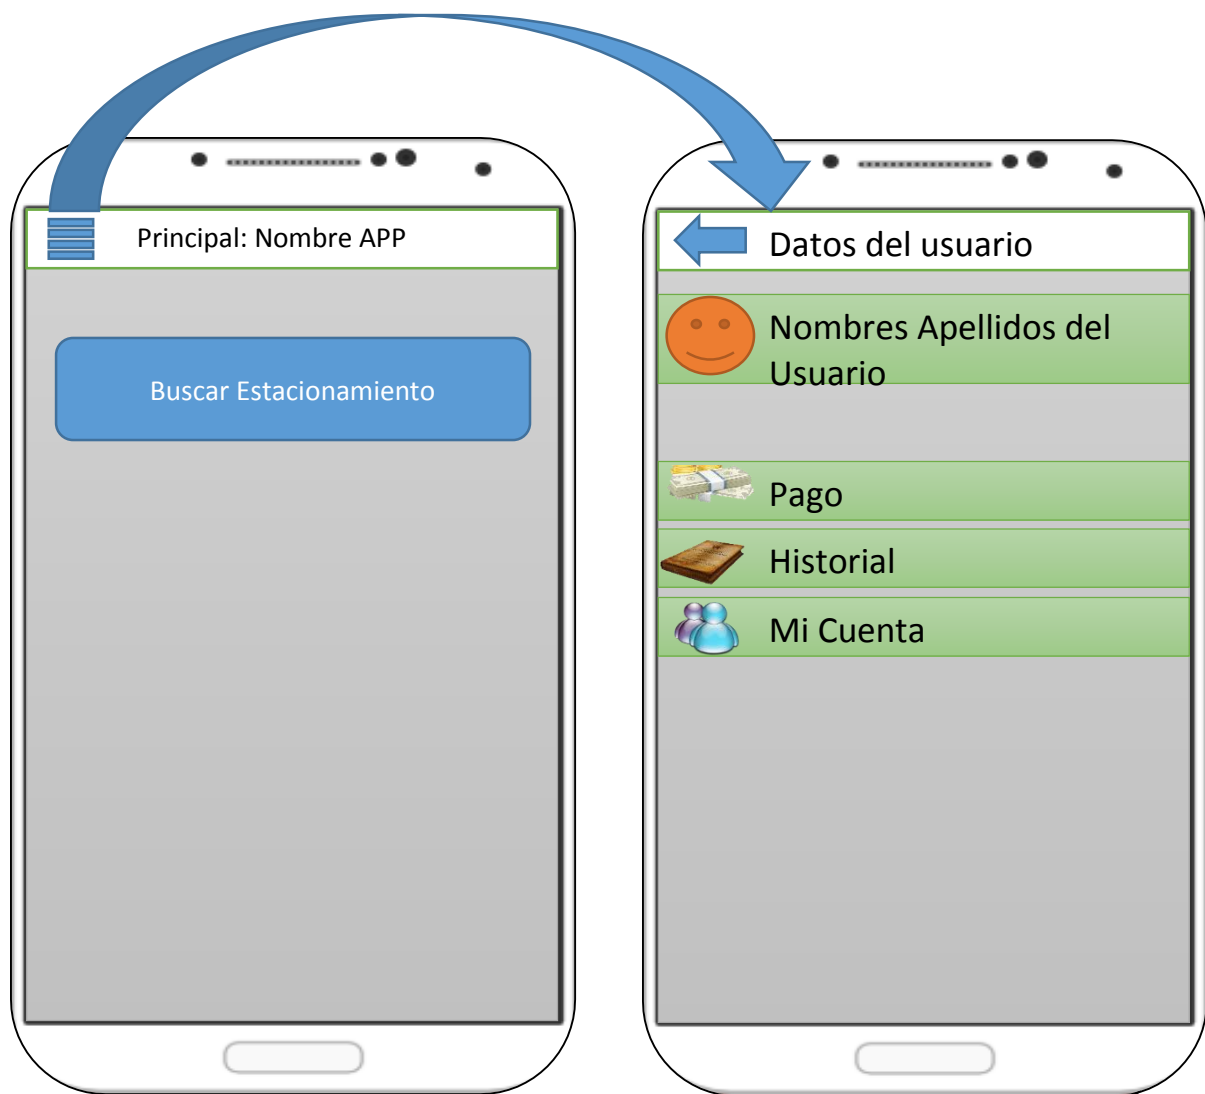 Principal: Nombre APP
Buscar Estacionamiento
Datos del usuario
Nombres Apellidos del
Usuario
Pago
Historial
Mi Cuenta